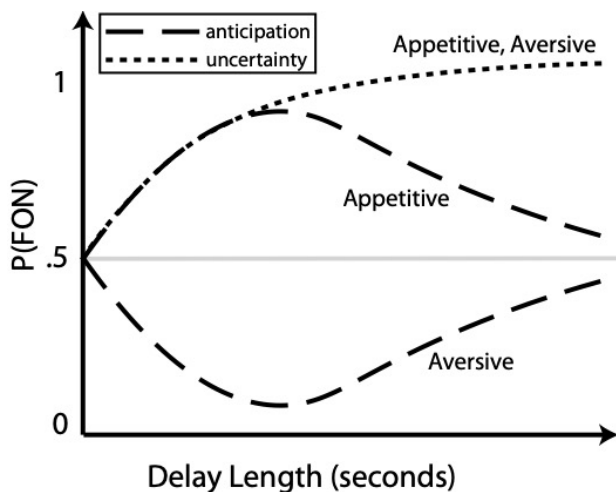 anticipation
uncertainty
Appetitive, Aversive
1
P(FON)
Appetitive
.5
Aversive
0
Delay Length (seconds)